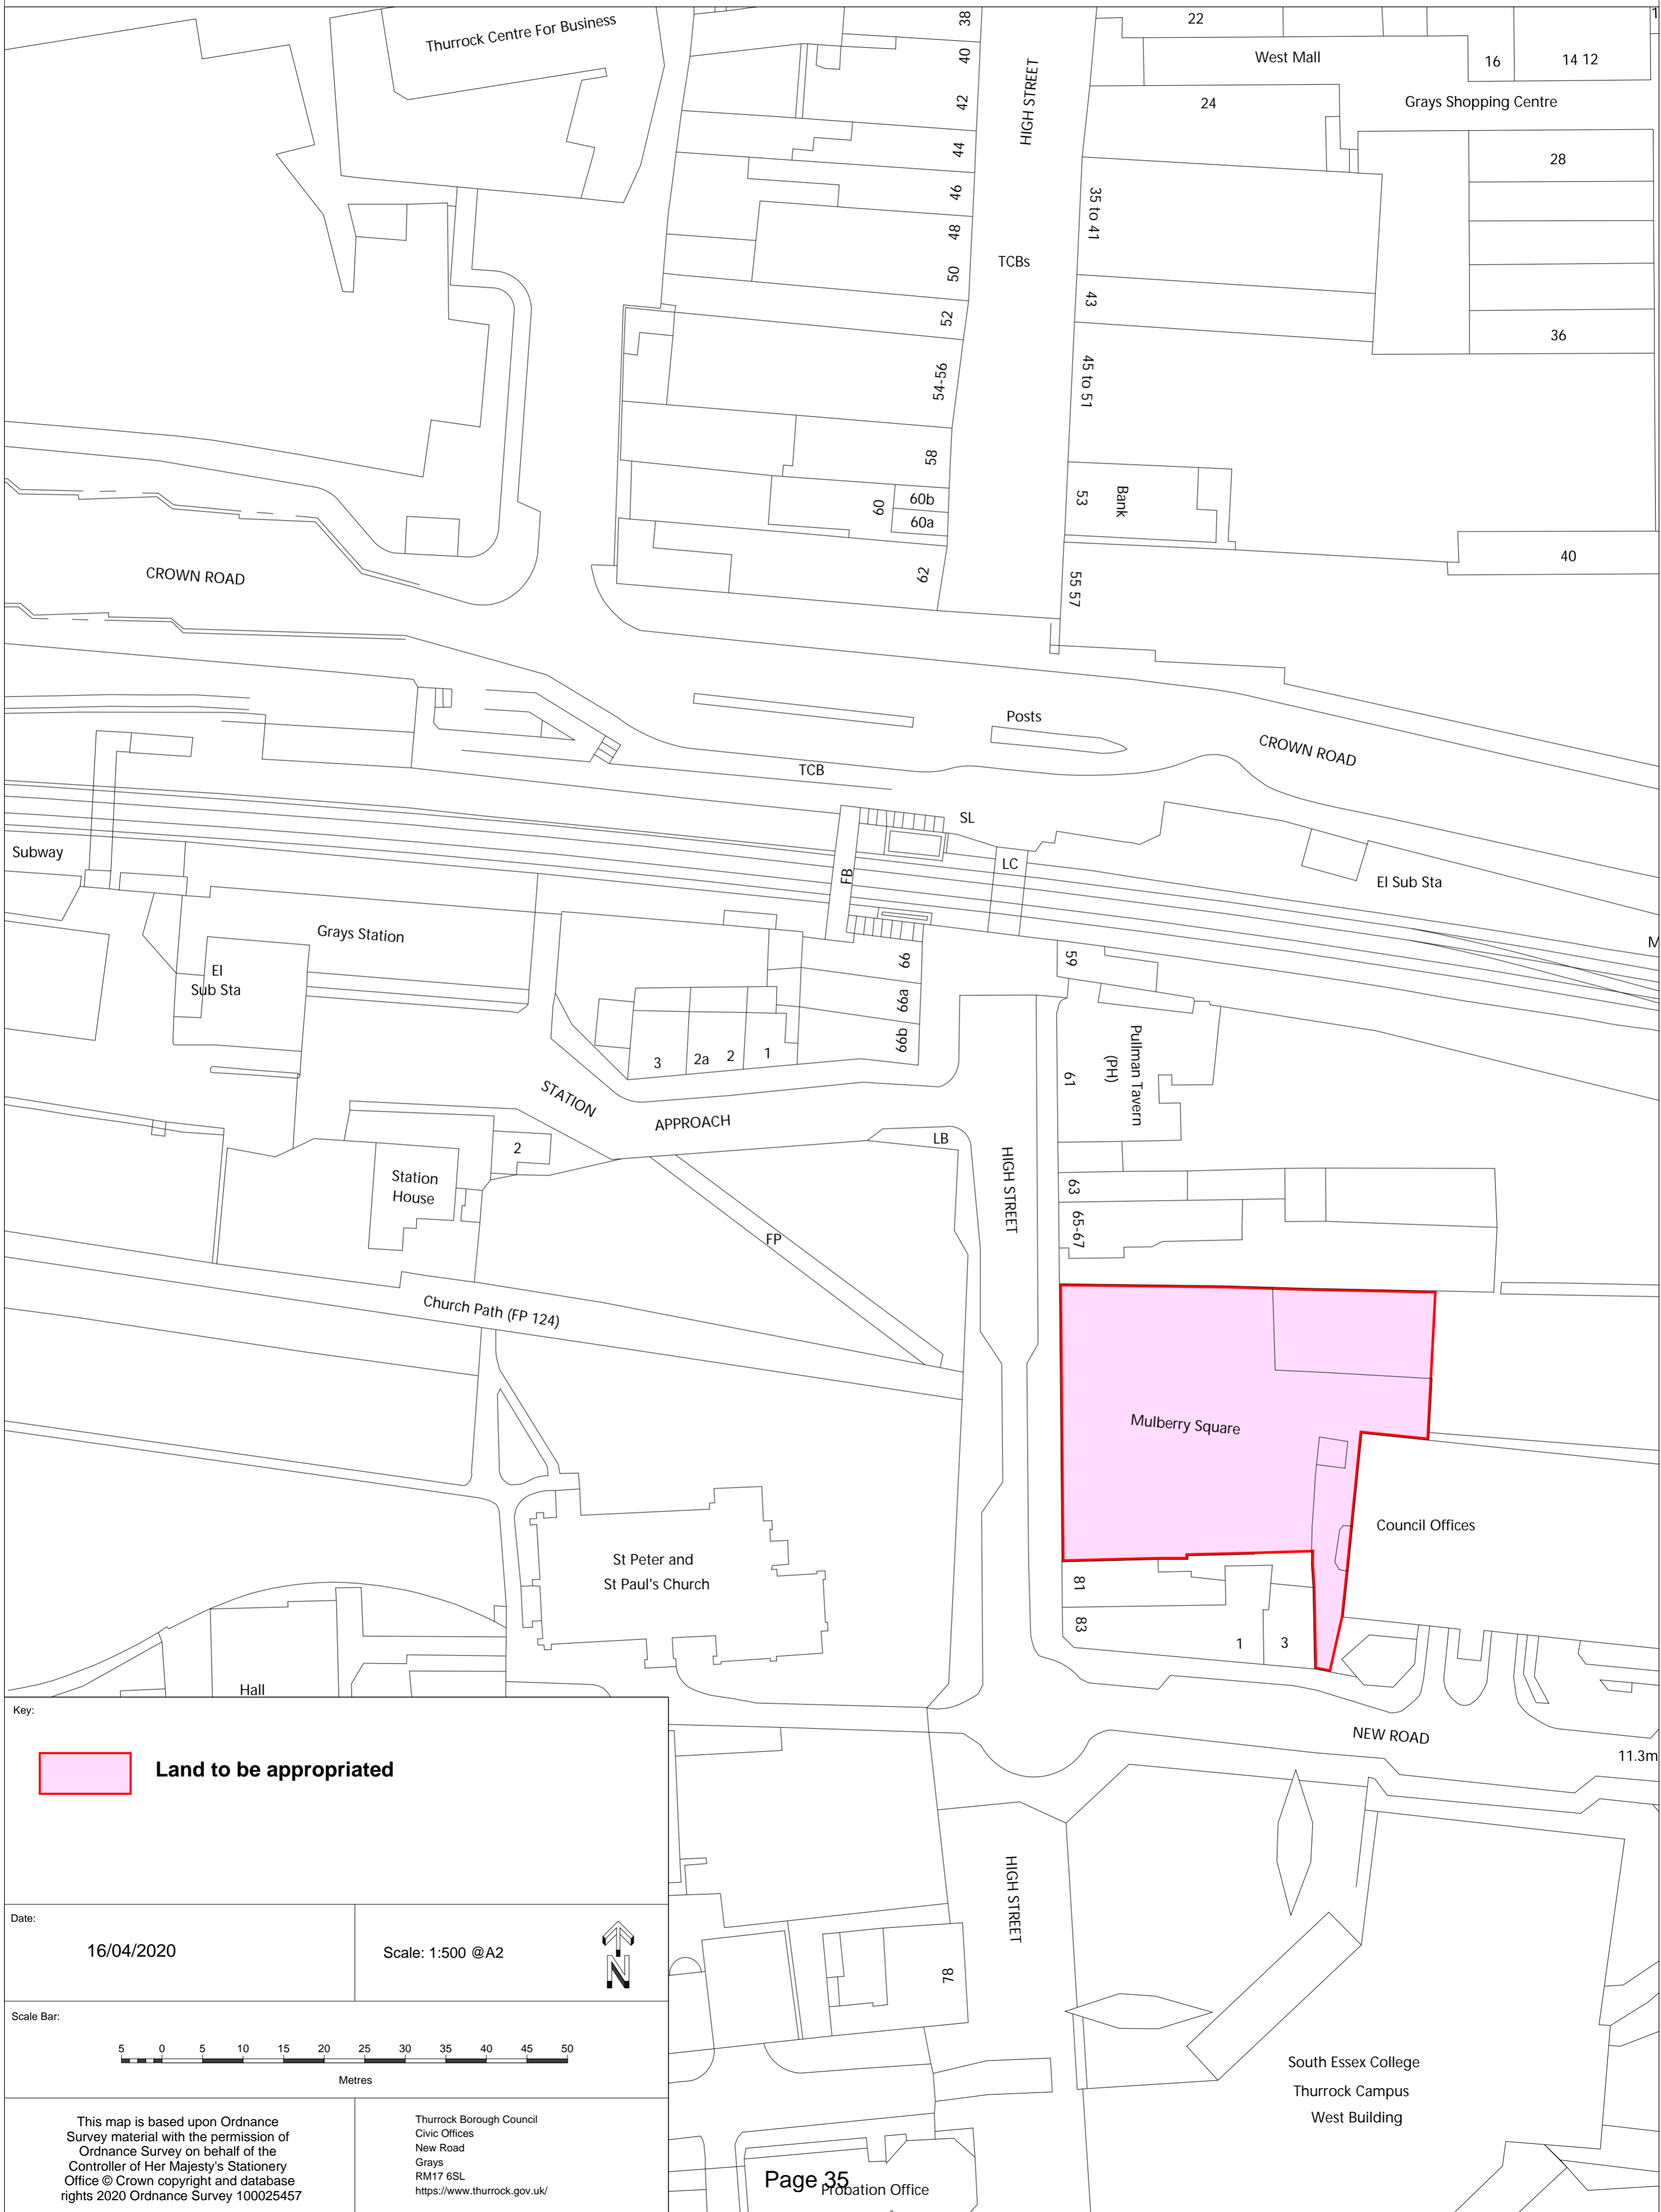 Thurrock Centre For Business
38
40
42
44
46
48
50
52
54-56
58
60
60b
60a
62
HIGH STREET
TCBs
22
West Mall
16
14 12
24
Grays Shopping Centre
28
35 to 41
43
36
45 to 51
53
Bank
40
55 57
CROWN ROAD
Posts
CROWN ROAD
TCB
SL
LC
FB
Subway
El Sub Sta
Grays Station
El
Sub Sta
66
66a
66b
59
Pullman Tavern
(PH)
61
3
2a
2
1
STATION
APPROACH
LB
2
Station
House
HIGH STREET
63
65-67
FP
Church Path (FP 124)
Mulberry Square
Council Offices
St Peter and
St Paul's Church
81
83
1
3
Hall
NEW ROAD
11.3m
HIGH STREET
78
South Essex College
Thurrock Campus
West Building
Probation Office
Key:
Land to be appropriated
Date:
16/04/2020
Scale: 1:500 @A2
N
Scale Bar:
5 0 5 10 15 20 25 30 35 40 45 50
Metres
This map is based upon Ordnance
Survey material with the permission of
Ordnance Survey on behalf of the
Controller of Her Majesty's Stationery
Office © Crown copyright and database
rights 2020 Ordnance Survey 100025457
Thurrock Borough Council
Civic Offices
New Road
Grays
RM17 6SL
https://www.thurrock.gov.uk/
Page 35